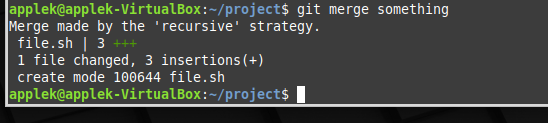 applek@applek-VirtualBox:~/project$ git merge something
Merge made by the 'recursive' strategy.
 file.sh | 3 +++
 1 file changed, 3 insertions(+)
 create mode 100644 file.sh
applek@applek-VirtualBox:~/project$